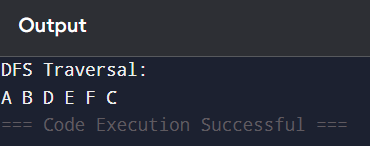 Output
DFS Traversal:
A B D E F C
=== Code Execution Successful ===